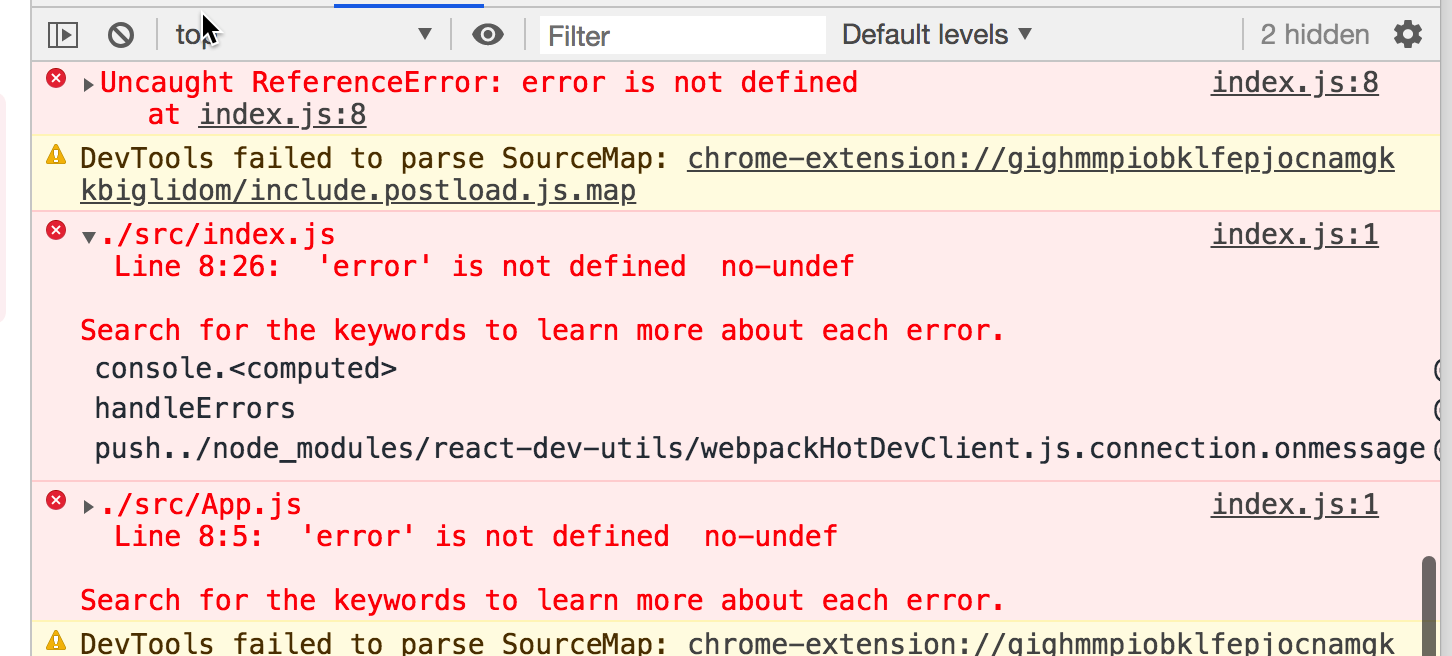 top
Filter
Default levels
2 hidden
Uncaught ReferenceError: error is not defined
index.js:8
at index.js:8
DevTools failed to parse SourceMap: chrome-extension://gighmmpiobklfepjocnamgk
kbiglidom/include.postload.js.map
./src/index.js
index.js:1
Line 8:26:  'error' is not defined  no-undef
Search for the keywords to learn more about each error.
console.<computed>
handleErrors
push../node_modules/react-dev-utils/webpackHotDevClient.js.connection.onmessage
./src/App.js
index.js:1
Line 8:5:  'error' is not defined  no-undef
Search for the keywords to learn more about each error.
DevTools failed to parse SourceMap: chrome-extension://gighmmpiobklfepjocnamgk